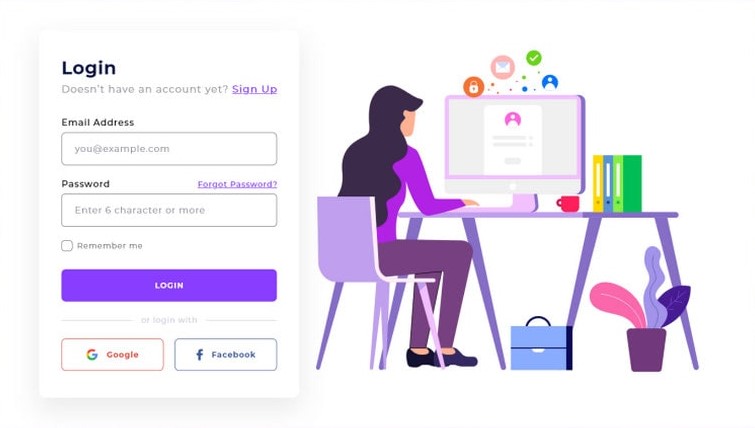 Login
Doesn't have an account yet? Sign Up
Email Address
you@example.com
Password Forgot Password?
Enter 6 character or more
Remember me
LOGIN
or login with
Google Facebook